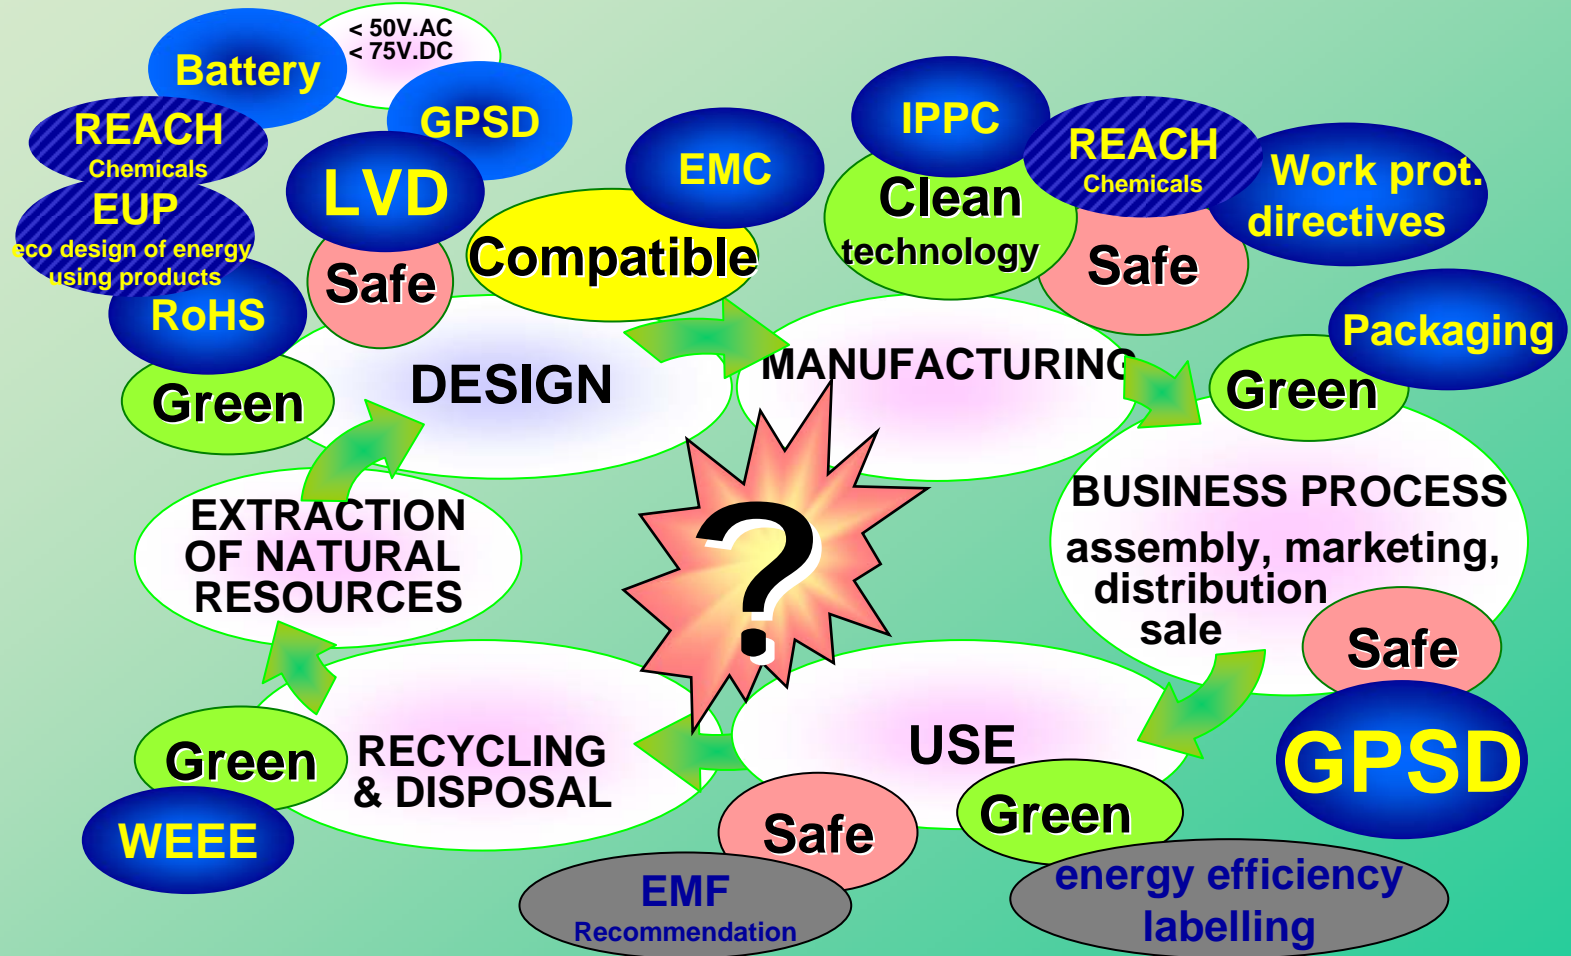 < 50V.AC
< 75V.DC
Battery
GPSD
REACH
Chemicals
EUP
eco design of energy
using products
RoHS
LVD
Safe
EMC
Compatible
Green
DESIGN
IPPC
Clean
technology
REACH
Chemicals
Work prot.
directives
Safe
MANUFACTURING
Packaging
Green
BUSINESS PROCESS
assembly, marketing,
distribution
sale
Safe
GPSD
?
EXTRACTION
OF NATURAL
RESOURCES
USE
Green
energy efficiency
labelling
Safe
EMF
Recommendation
RECYCLING
& DISPOSAL
Green
WEEE